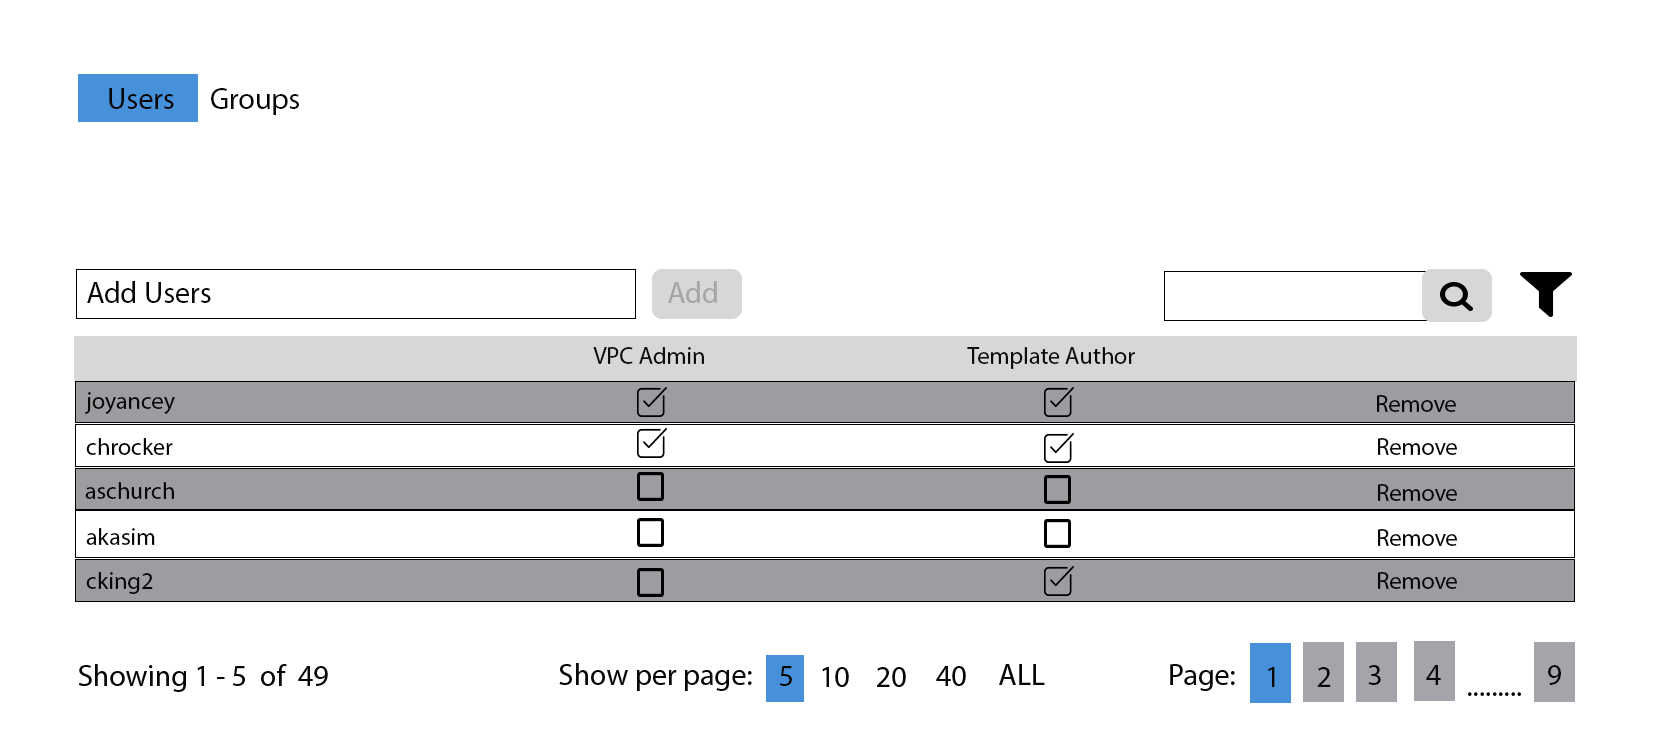 Users Groups
Add Users Add
VPC Admin Template Author
joyancey Remove
chrocker Remove
aschurch Remove
akasim Remove
cking2 Remove
Showing 1 - 5 of 49 Show per page: 5 10 20 40 ALL Page: 1 2 3 4 ......... 9